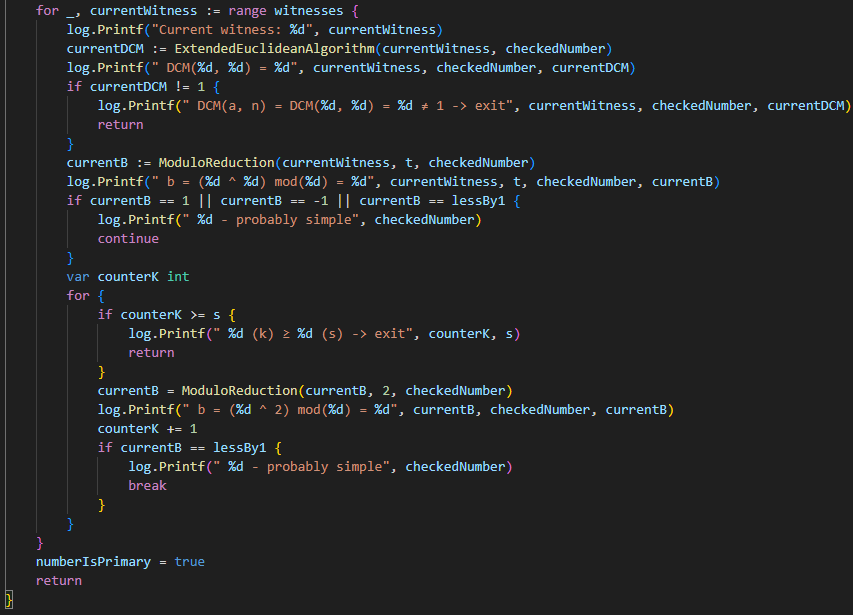 for _, currentWitness := range witnesses {
log.Printf("Current witness: %d", currentWitness)
currentDCM := ExtendedEuclideanAlgorithm(currentWitness, checkedNumber)
log.Printf(" DCM(%d, %d) = %d", currentWitness, checkedNumber, currentDCM)
if currentDCM != 1 {
log.Printf(" DCM(a, n) = DCM(%d, %d) = %d ≠ 1 -> exit", currentWitness, checkedNumber, currentDCM)
return
}
currentB := ModuloReduction(currentWitness, t, checkedNumber)
log.Printf(" b = (%d ^ %d) mod(%d) = %d", currentWitness, t, checkedNumber, currentB)
if currentB == 1 || currentB == -1 || currentB == lessBy1 {
log.Printf(" %d - probably simple", checkedNumber)
continue
}
var counterK int
for {
if counterK >= s {
log.Printf(" %d (k) ≥ %d (s) -> exit", counterK, s)
return
}
currentB = ModuloReduction(currentB, 2, checkedNumber)
log.Printf(" b = (%d ^ 2) mod(%d) = %d", currentB, checkedNumber, currentB)
counterK += 1
if currentB == lessBy1 {
log.Printf(" %d - probably simple", checkedNumber)
break
}
}
}
numberIsPrimary = true
return
}